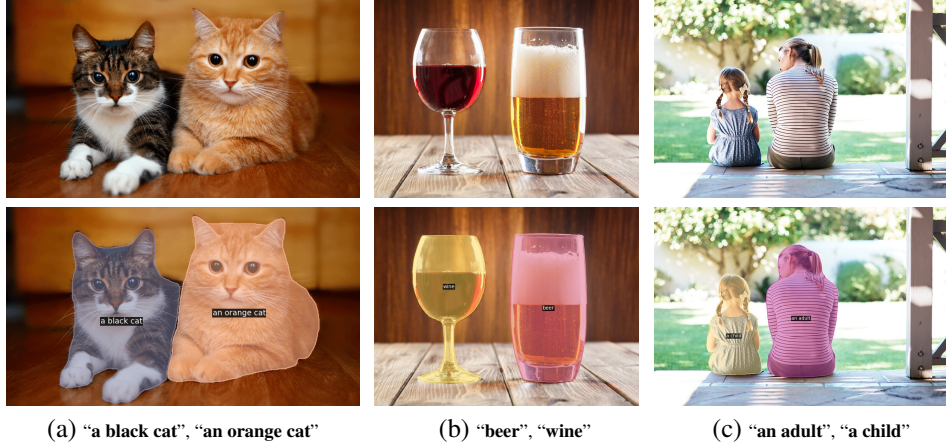 a black cat
an orange cat
wine
beer
a child
an adult
(a) “a black cat”, “an orange cat”
(b) “beer”, “wine”
(c) “an adult”, “a child”